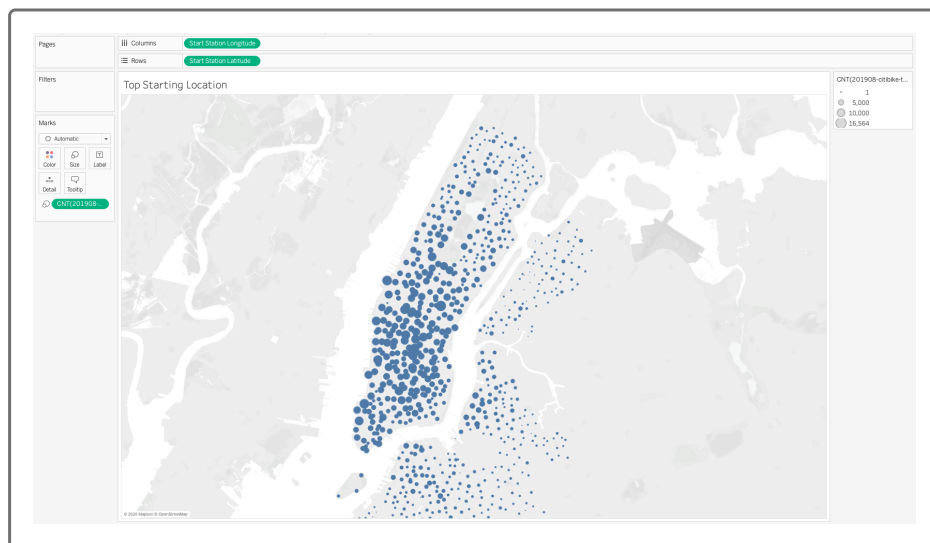 Pages
Columns
Start Station Longitude
Rows
Start Station Latitude
Filters
Marks
Automatic
Color
Size
Label
Detail
Tooltip
CNT(201908-...
Top Starting Location
© 2020 Mapbox © OpenStreetMap
CNT(201908-citibike-t...
1
5,000
10,000
16,564